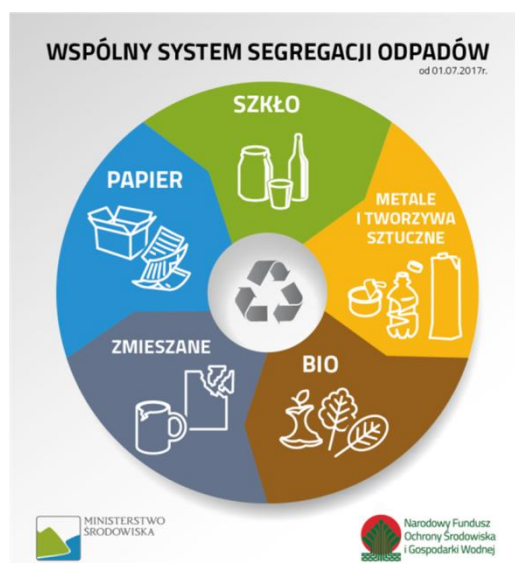 WSPÓLNY SYSTEM SEGREGACJI ODPADÓW
od 01.07.2017r.
SZKŁO
PAPIER
METALE
I TWORZYWA
SZTUCZNE
ZMIESZANE
BIO
MINISTERSTWO
ŚRODOWISKA
Narodowy Fundusz
Ochrony Środowiska
i Gospodarki Wodnej